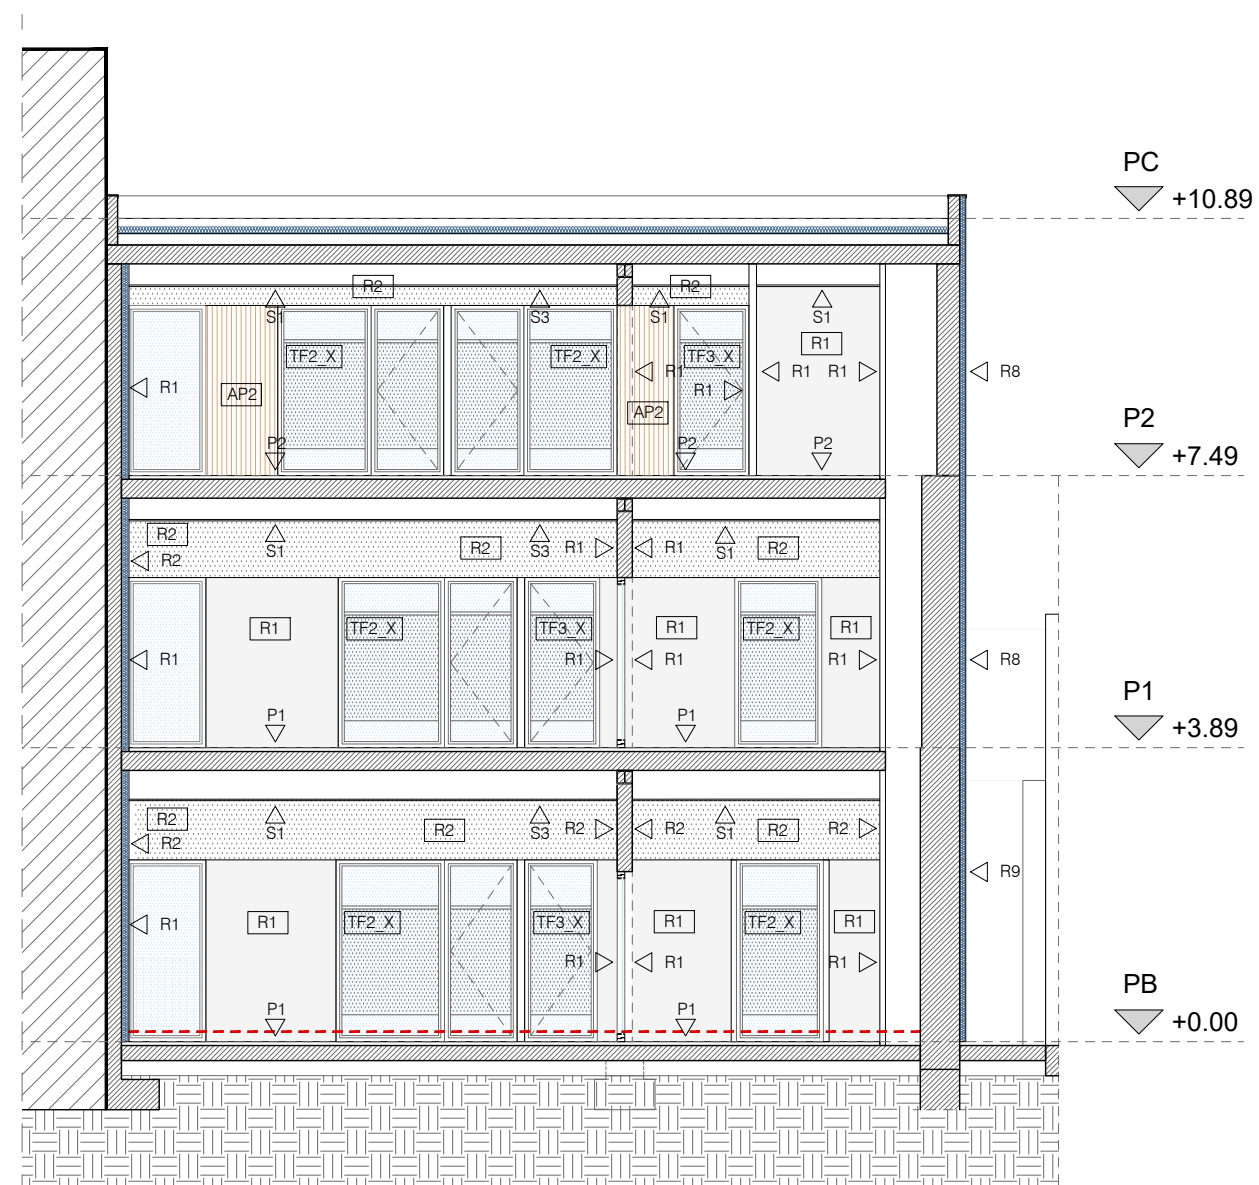 PC
+10.89
R2 R2
S1 S3 S1 S1
R1
TF2_X TF2_X TF3_X
R1 R1 R1 R8
R1 AP2 R1
AP2
P2
+7.49
P2 P2 P2
R2
R2 S1 R2 S3 R1 R1 S1 R2
R2
R1 TF2_X TF3_X R1 TF2_X R1
R1 R1 R1 R1 R8
P1
+3.89
P1 P1
R2
R2 S1 R2 S3 R2 R2 S1 R2 R2
R2
R9
R1 R1 TF2_X TF3_X R1 TF2_X R1
R1 R1 R1
PB
+0.00
P1 P1